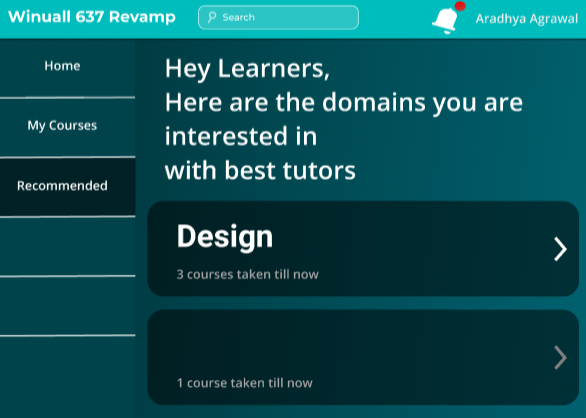 Winuall 637 Revamp
Search
Aradhya Agrawal
Home
My Courses
Recommended
Hey Learners,
Here are the domains you are
interested in
with best tutors
Design
3 courses taken till now
1 course taken till now